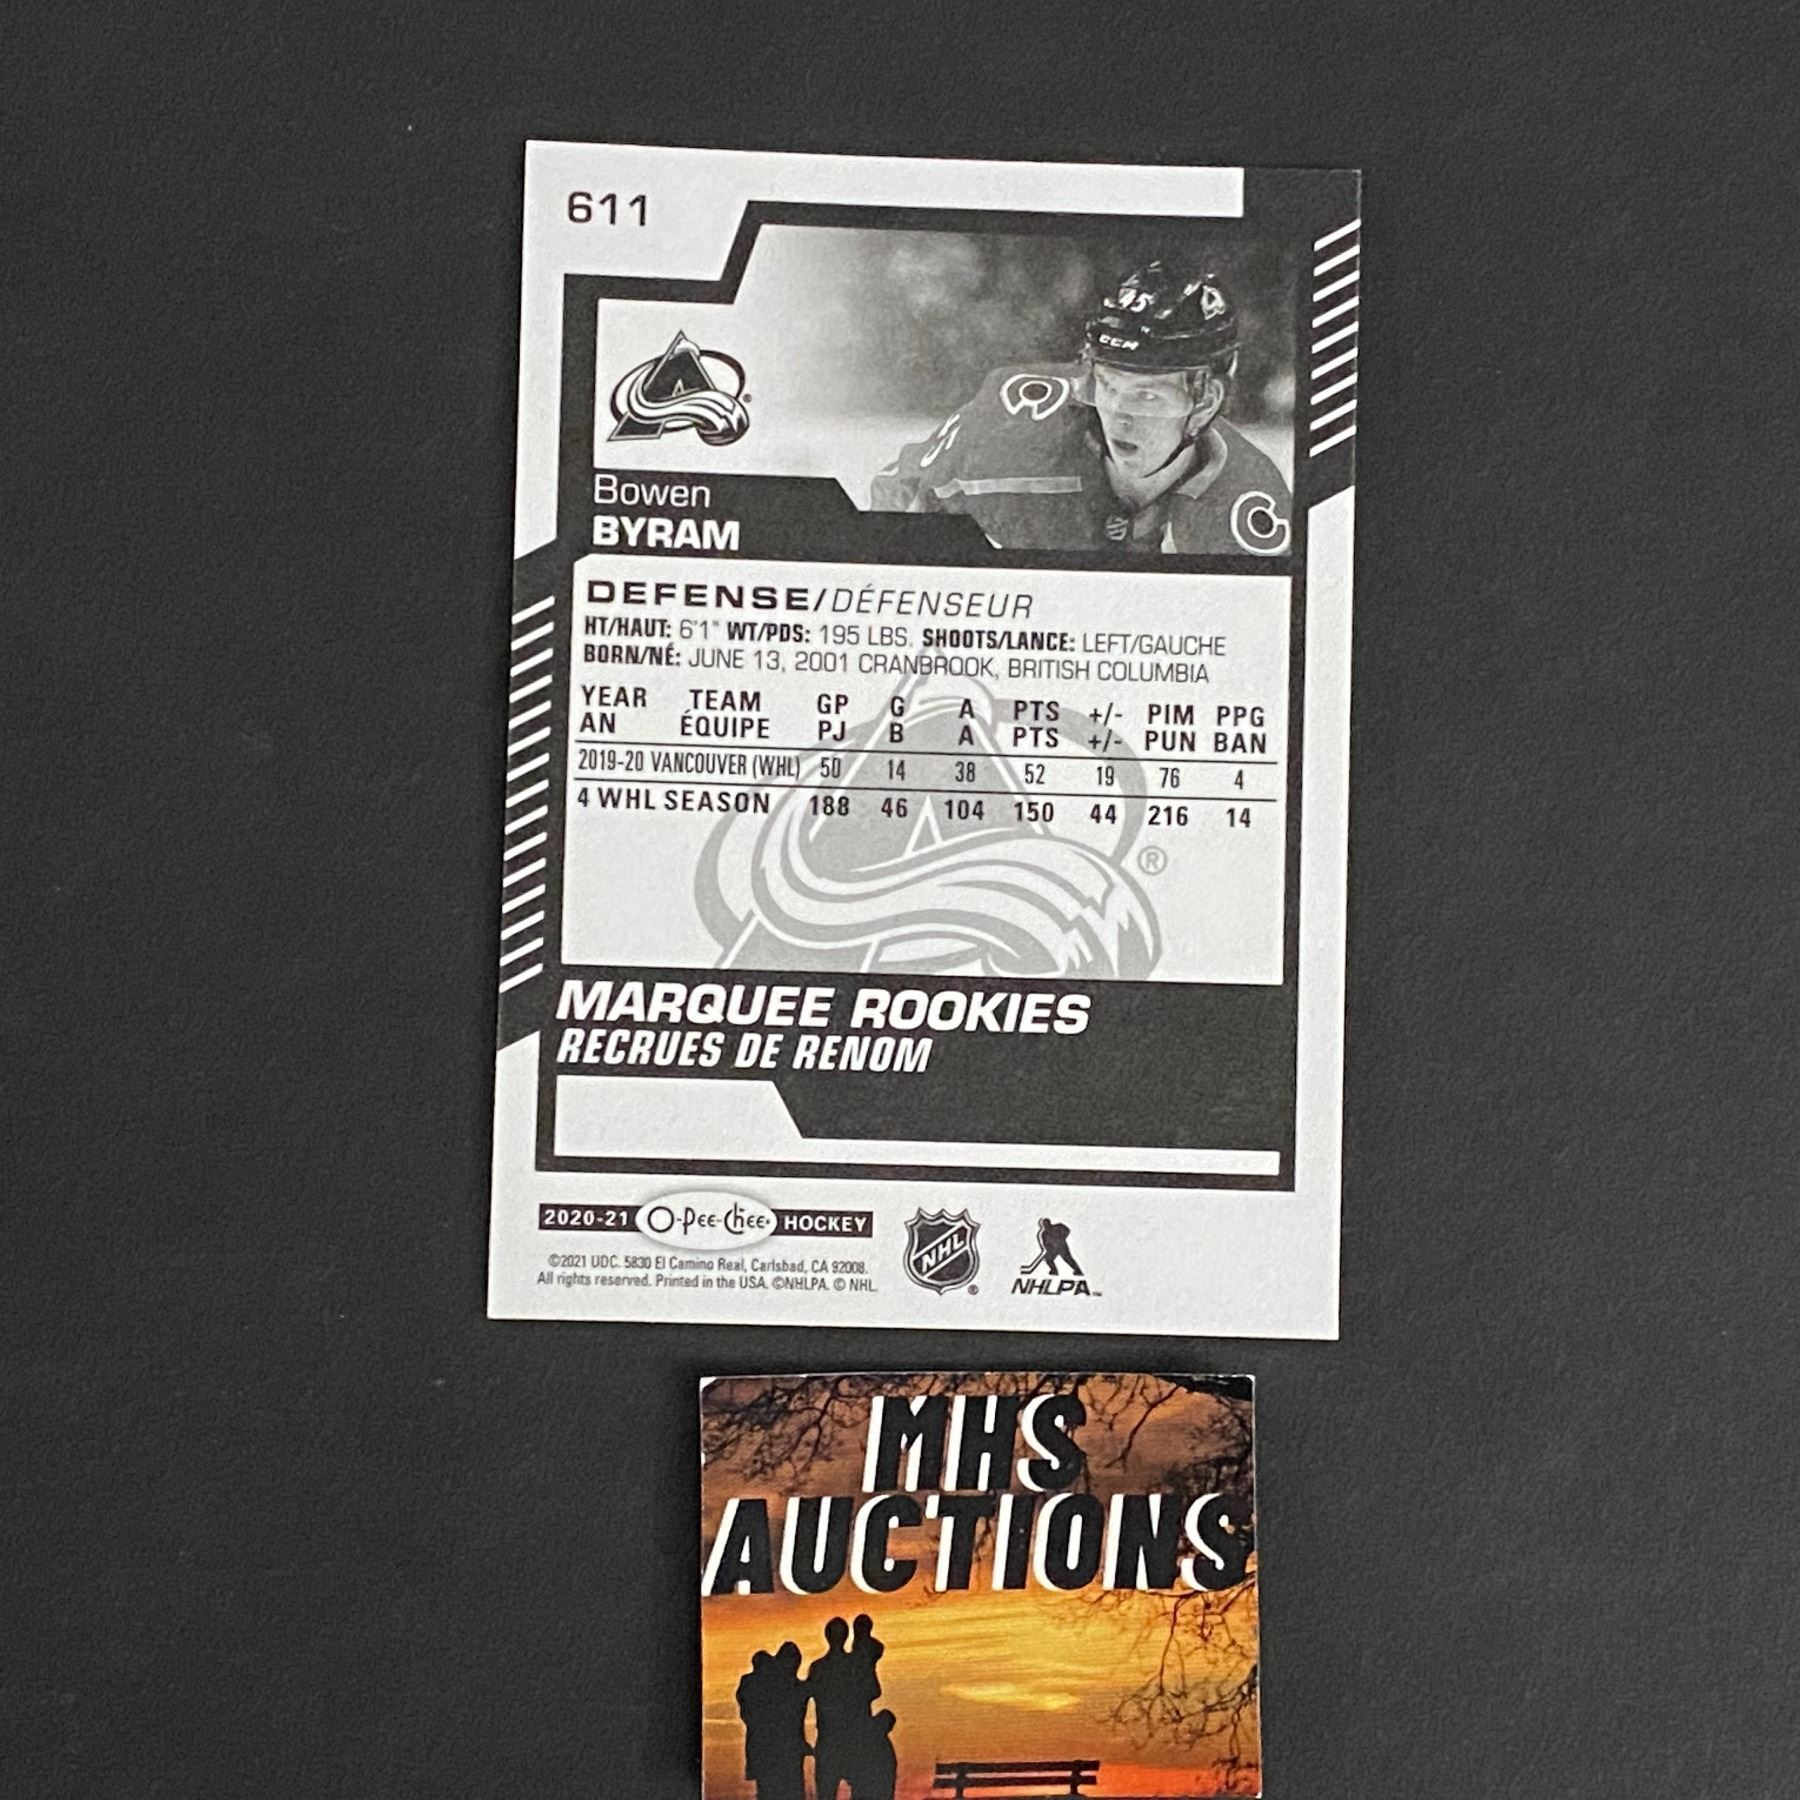 611
45
CCM
Bowen
BYRAM
DEFENSE/DÉFENSEUR
HT/HAUT: 6'1" WT/PDS: 195 LBS. SHOOTS/LANCE: LEFT/GAUCHE
BORN/NÉ: JUNE 13, 2001 CRANBROOK, BRITISH COLUMBIA
YEAR TEAM GP G A PTS +/- PIM PPG
AN ÉQUIPE PJ B A PTS +/- PUN BAN
2019-20 VANCOUVER (WHL) 50 14 38 52 19 76 4
4 WHL SEASON 188 46 104 150 44 216 14
®
MARQUEE ROOKIES
RECRUES DE RENOM
2020-21 O-Pee-Chee HOCKEY
©2021 UDC. 5830 El Camino Real, Carlsbad, CA 92008.
All rights reserved. Printed in the USA. ©NHLPA. © NHL.
NHL
NHLPA™
MHS
AUCTIONS